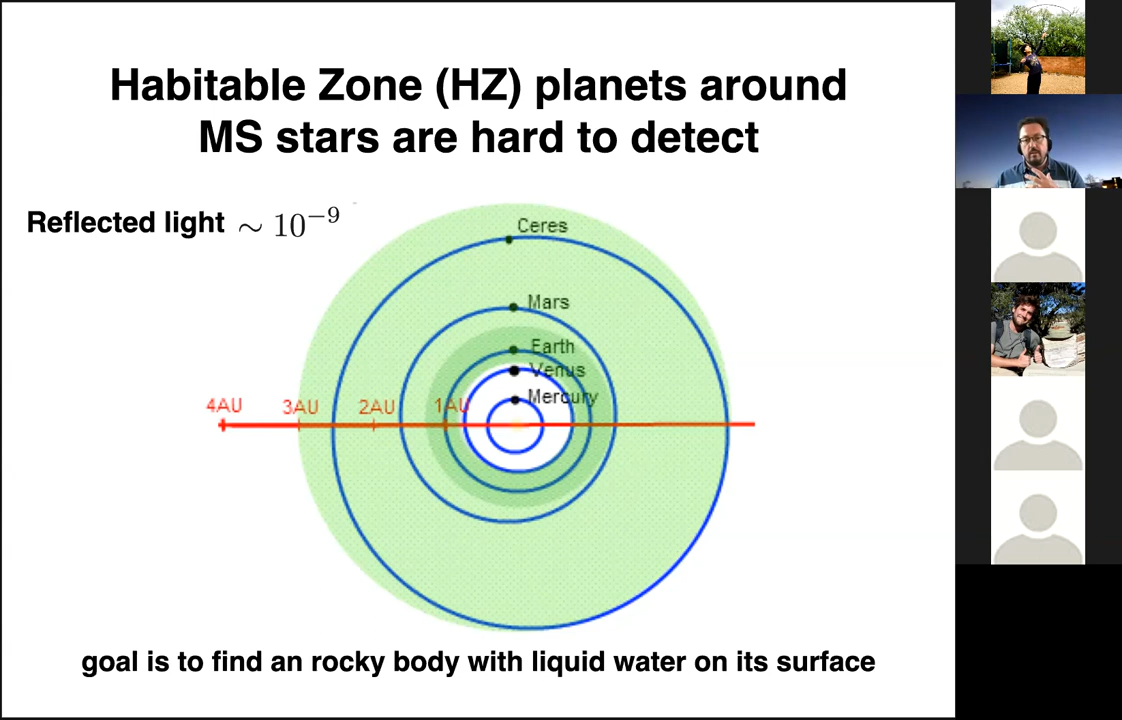 Habitable Zone (HZ) planets around
MS stars are hard to detect
Reflected light ∼ 10⁻⁹
Ceres
Mars
Earth
Venus
Mercury
4AU 3AU 2AU 1AU
goal is to find an rocky body with liquid water on its surface